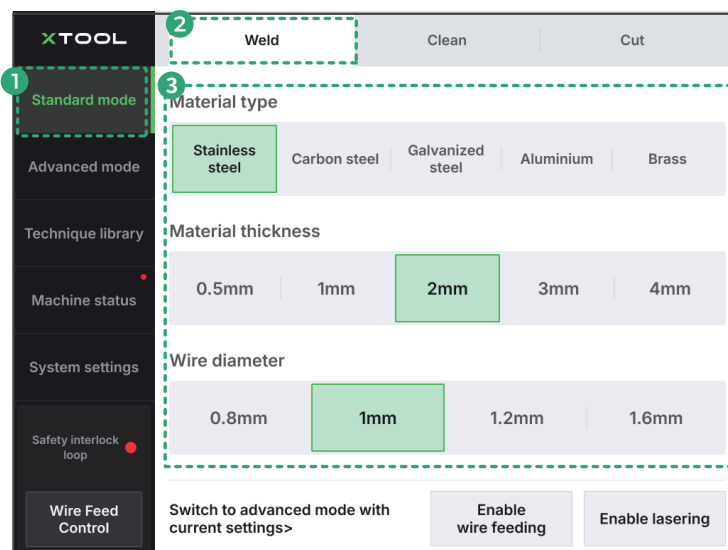 XTOOL
1
Standard mode
Advanced mode
Technique library
Machine status
System settings
Safety interlock
loop
Wire Feed
Control
2
Weld
Clean
Cut
3
Material type
Stainless
steel
Carbon steel
Galvanized
steel
Aluminium
Brass
Material thickness
0.5mm
1mm
2mm
3mm
4mm
Wire diameter
0.8mm
1mm
1.2mm
1.6mm
Switch to advanced mode with
current settings>
Enable
wire feeding
Enable lasering